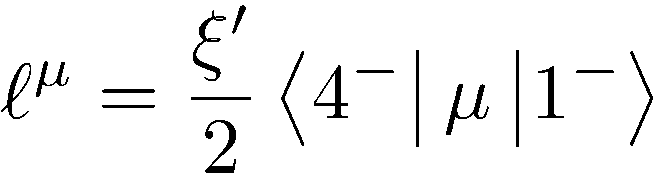 ℓ^μ = ξ′/2 ⟨4⁻| μ |1⁻⟩